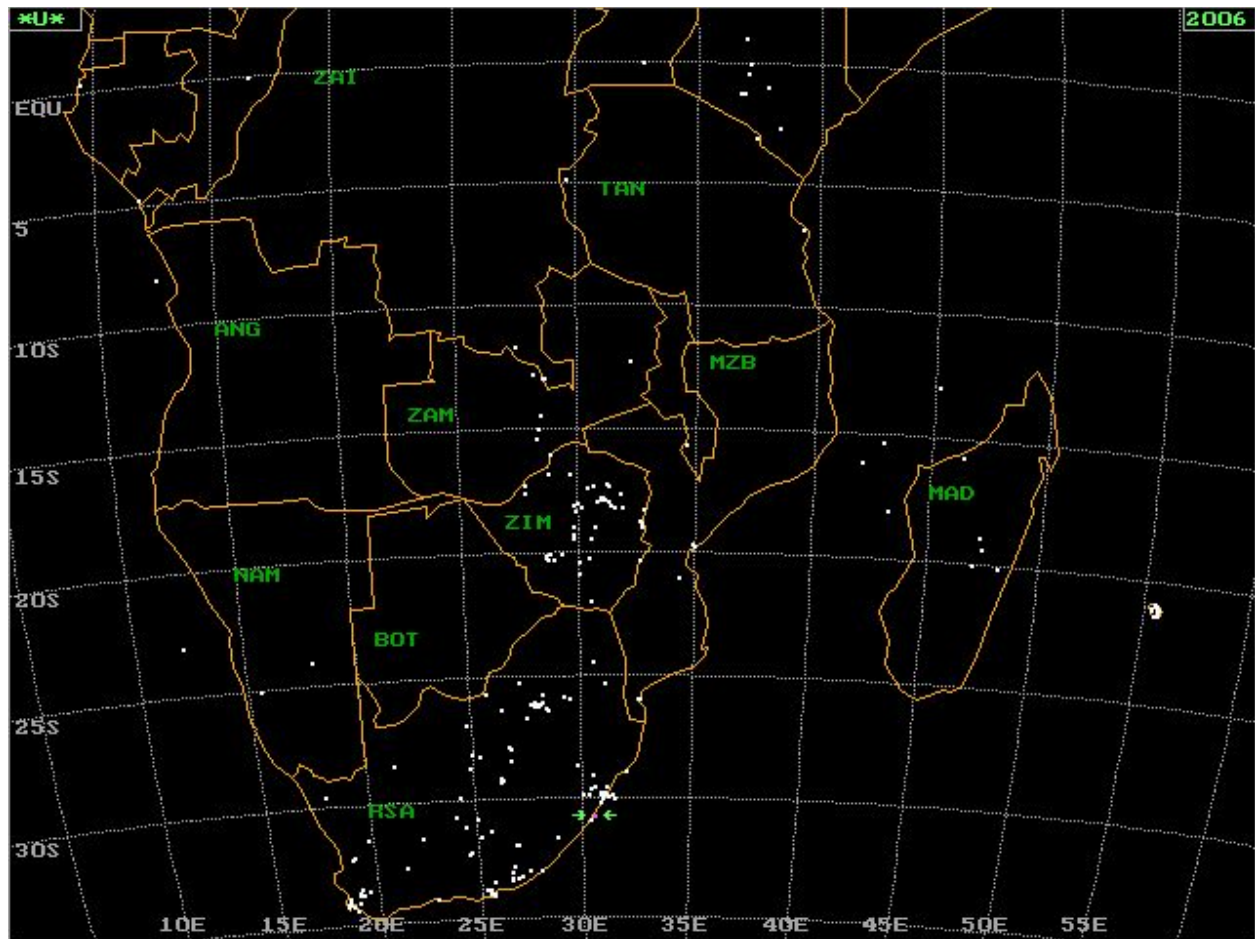 *U* 2006
ZAI
EQU
TAN
5
ANG
10S
MZB
ZAM
15S
MAD
ZIM
NAM
20S
BOT
25S
RSA
30S
10E 15E 20E 25E 30E 35E 40E 45E 50E 55E